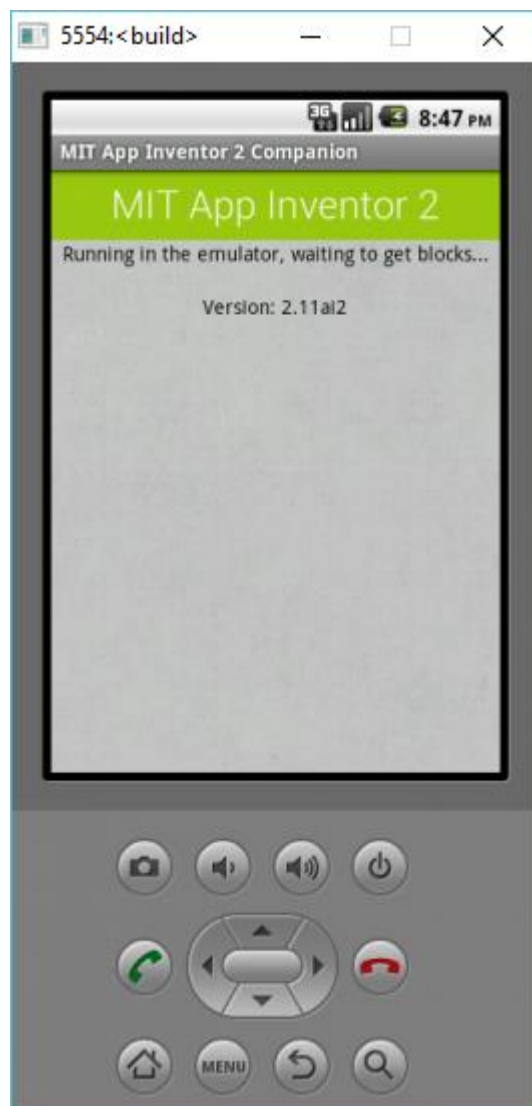 5554:<build>
3G 8:47 PM
MIT App Inventor 2 Companion
MIT App Inventor 2
Running in the emulator, waiting to get blocks...
Version: 2.11ai2
MENU